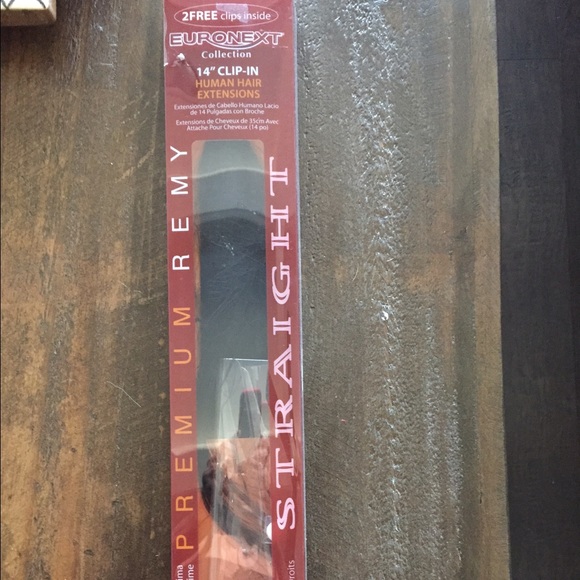 2FREE clips inside
EURONEXT
Collection
14" CLIP-IN
HUMAN HAIR
EXTENSIONS
Extensiones de Cabello Humano Lacio
de 14 Pulgadas con Broche
Extensions de Cheveux de 35cm Avec
Attache Pour Cheveux (14 po)
PREMIUM REMY
STRAIGHT